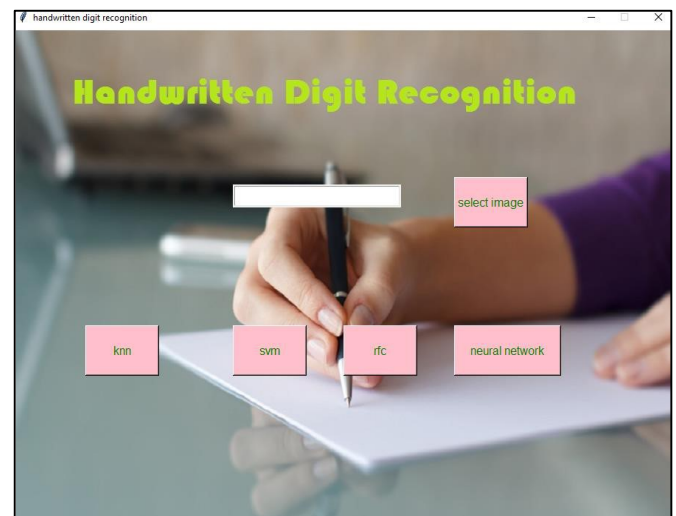 handwritten digit recognition
Handwritten Digit Recognition
select image
knn svm rfc neural network